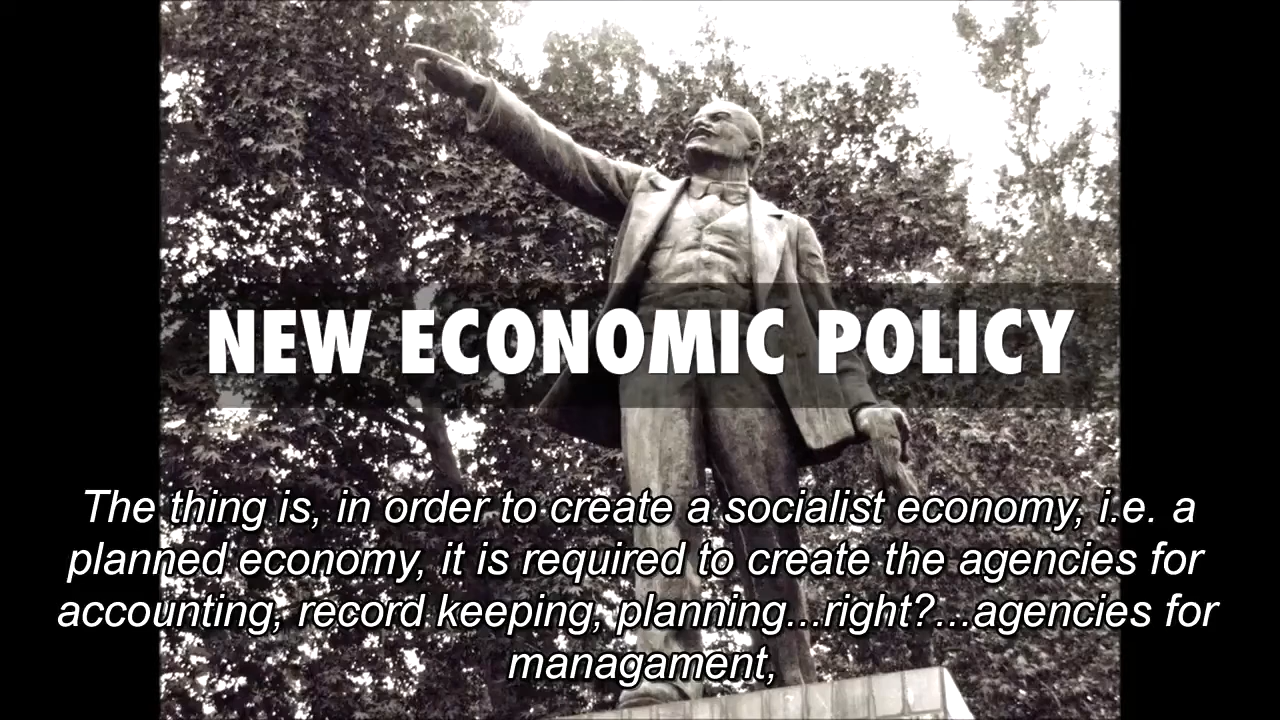 NEW ECONOMIC POLICY
The thing is, in order to create a socialist economy, i.e. a
planned economy, it is required to create the agencies for
accounting, record keeping, planning...right?...agencies for
managament,